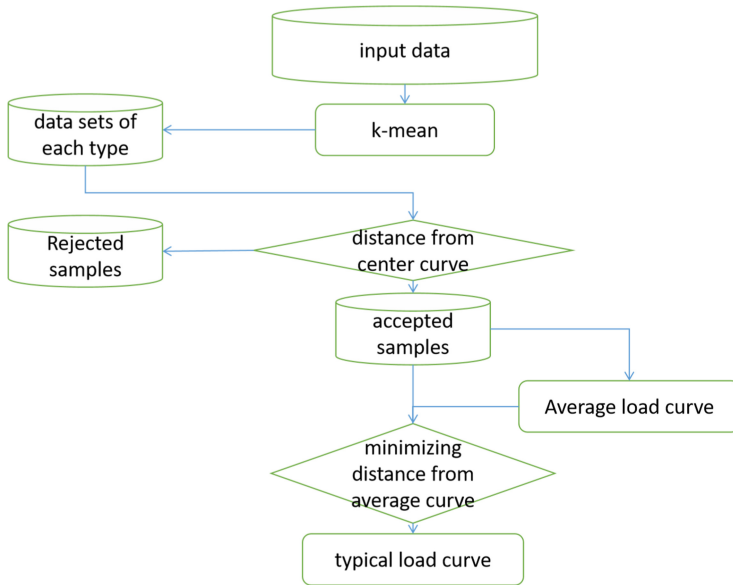 input data
k-mean
data sets of
each type
distance from
center curve
Rejected
samples
accepted
samples
Average load curve
minimizing
distance from
average curve
typical load curve